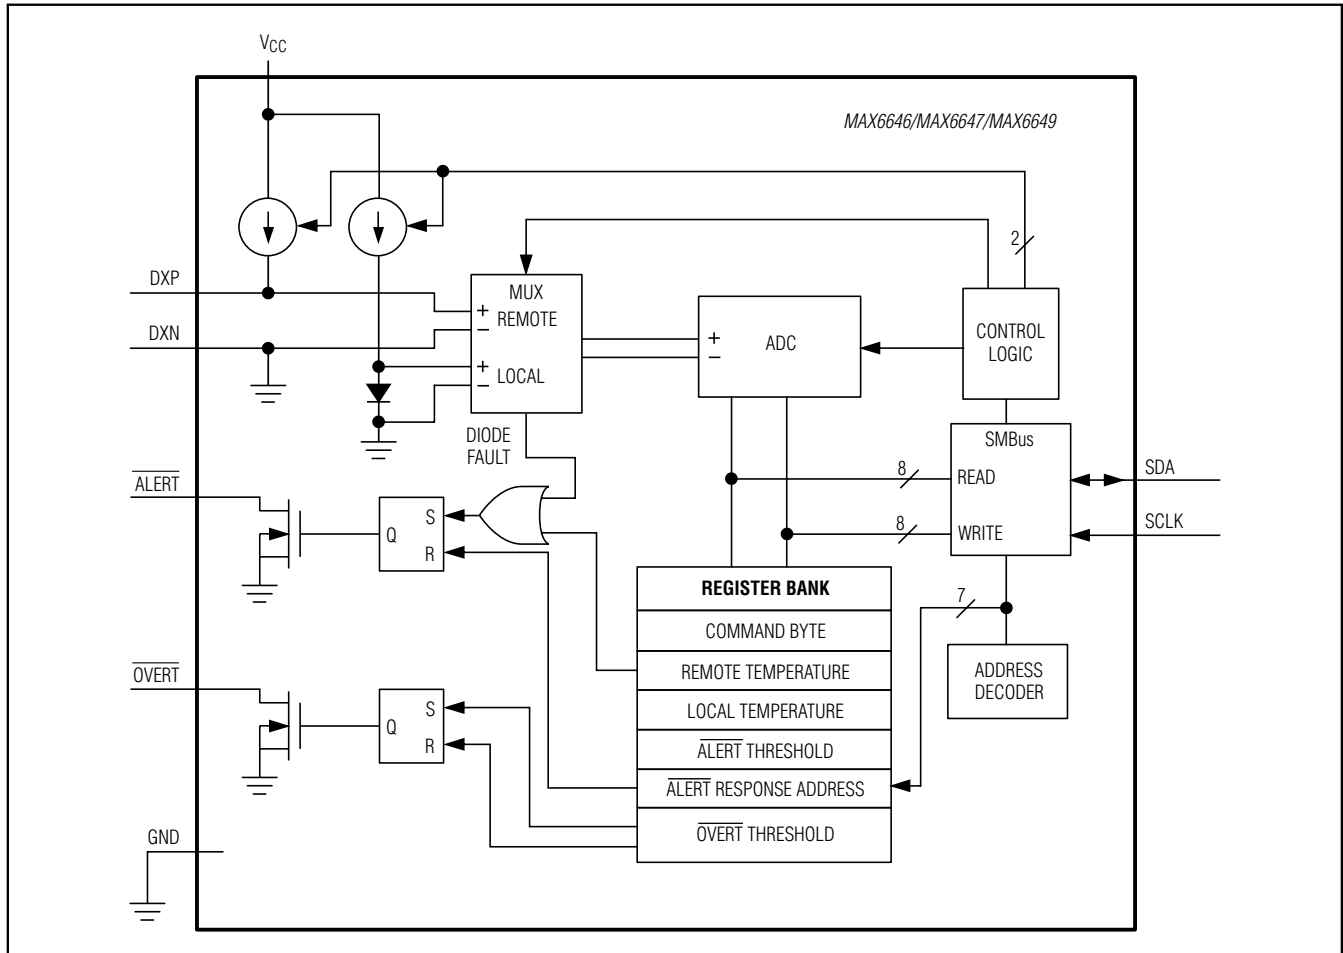 VCC
MAX6646/MAX6647/MAX6649
2
DXP
MUX
+
REMOTE
−
DXN
+
LOCAL
−
+
ADC
−
CONTROL
LOGIC
DIODE
FAULT
SMBus
8
READ
SDA
8
WRITE
SCLK
ALERT
S
Q
R
REGISTER BANK
COMMAND BYTE
REMOTE TEMPERATURE
LOCAL TEMPERATURE
ALERT THRESHOLD
ALERT RESPONSE ADDRESS
OVERT THRESHOLD
7
ADDRESS
DECODER
OVERT
S
Q
R
GND